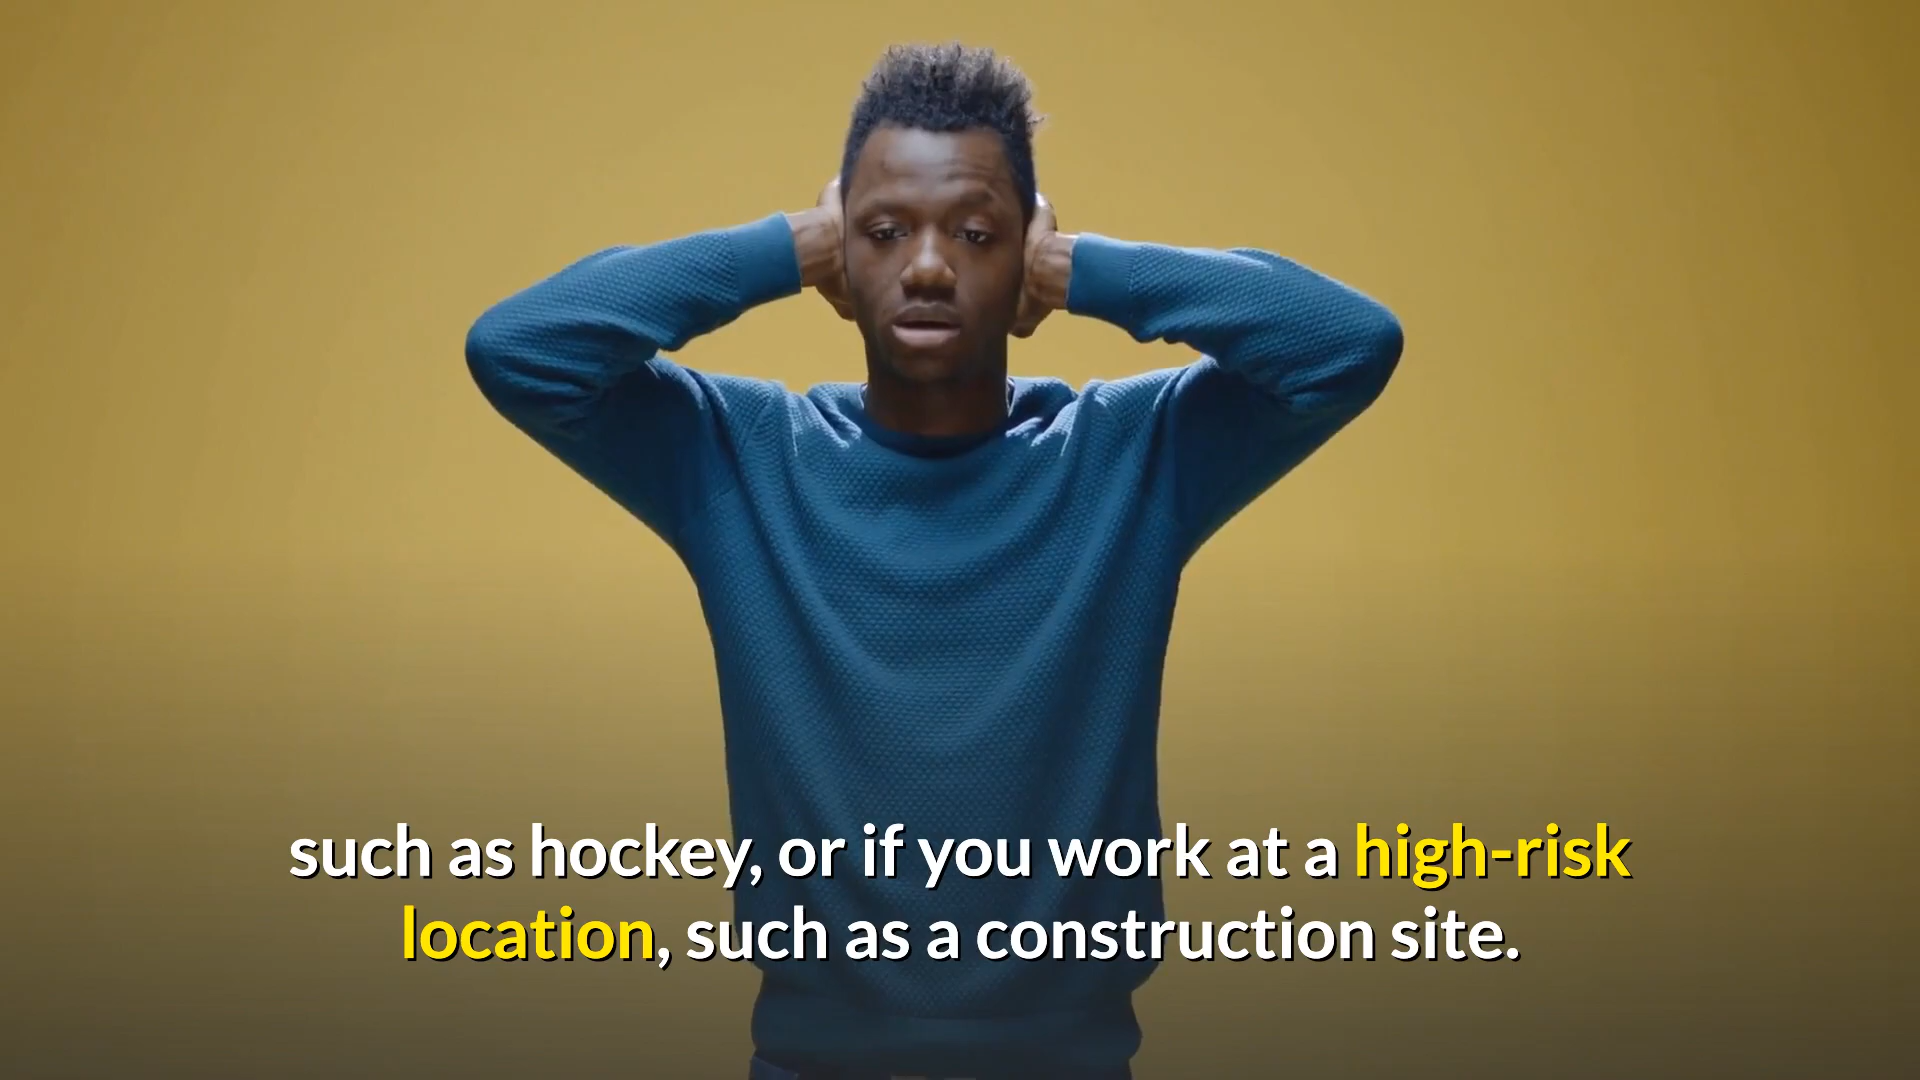 such as hockey, or if you work at a high-risk
location, such as a construction site.